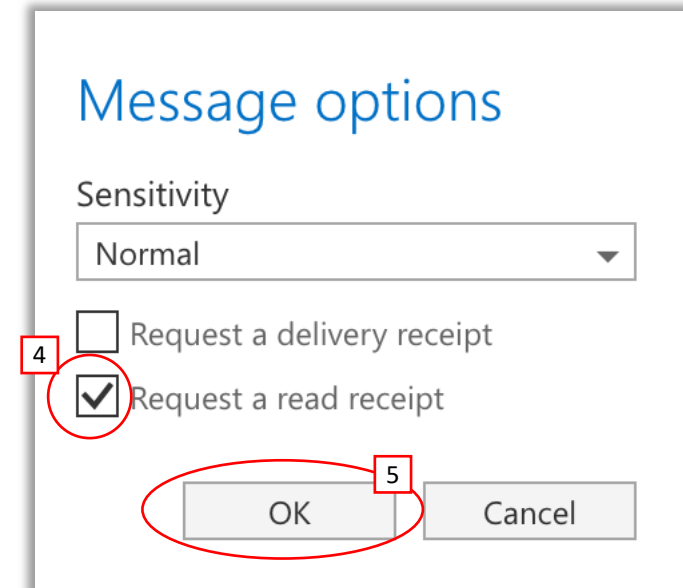 Message options
Sensitivity
Normal
Request a delivery receipt
4
Request a read receipt
5
OK
Cancel